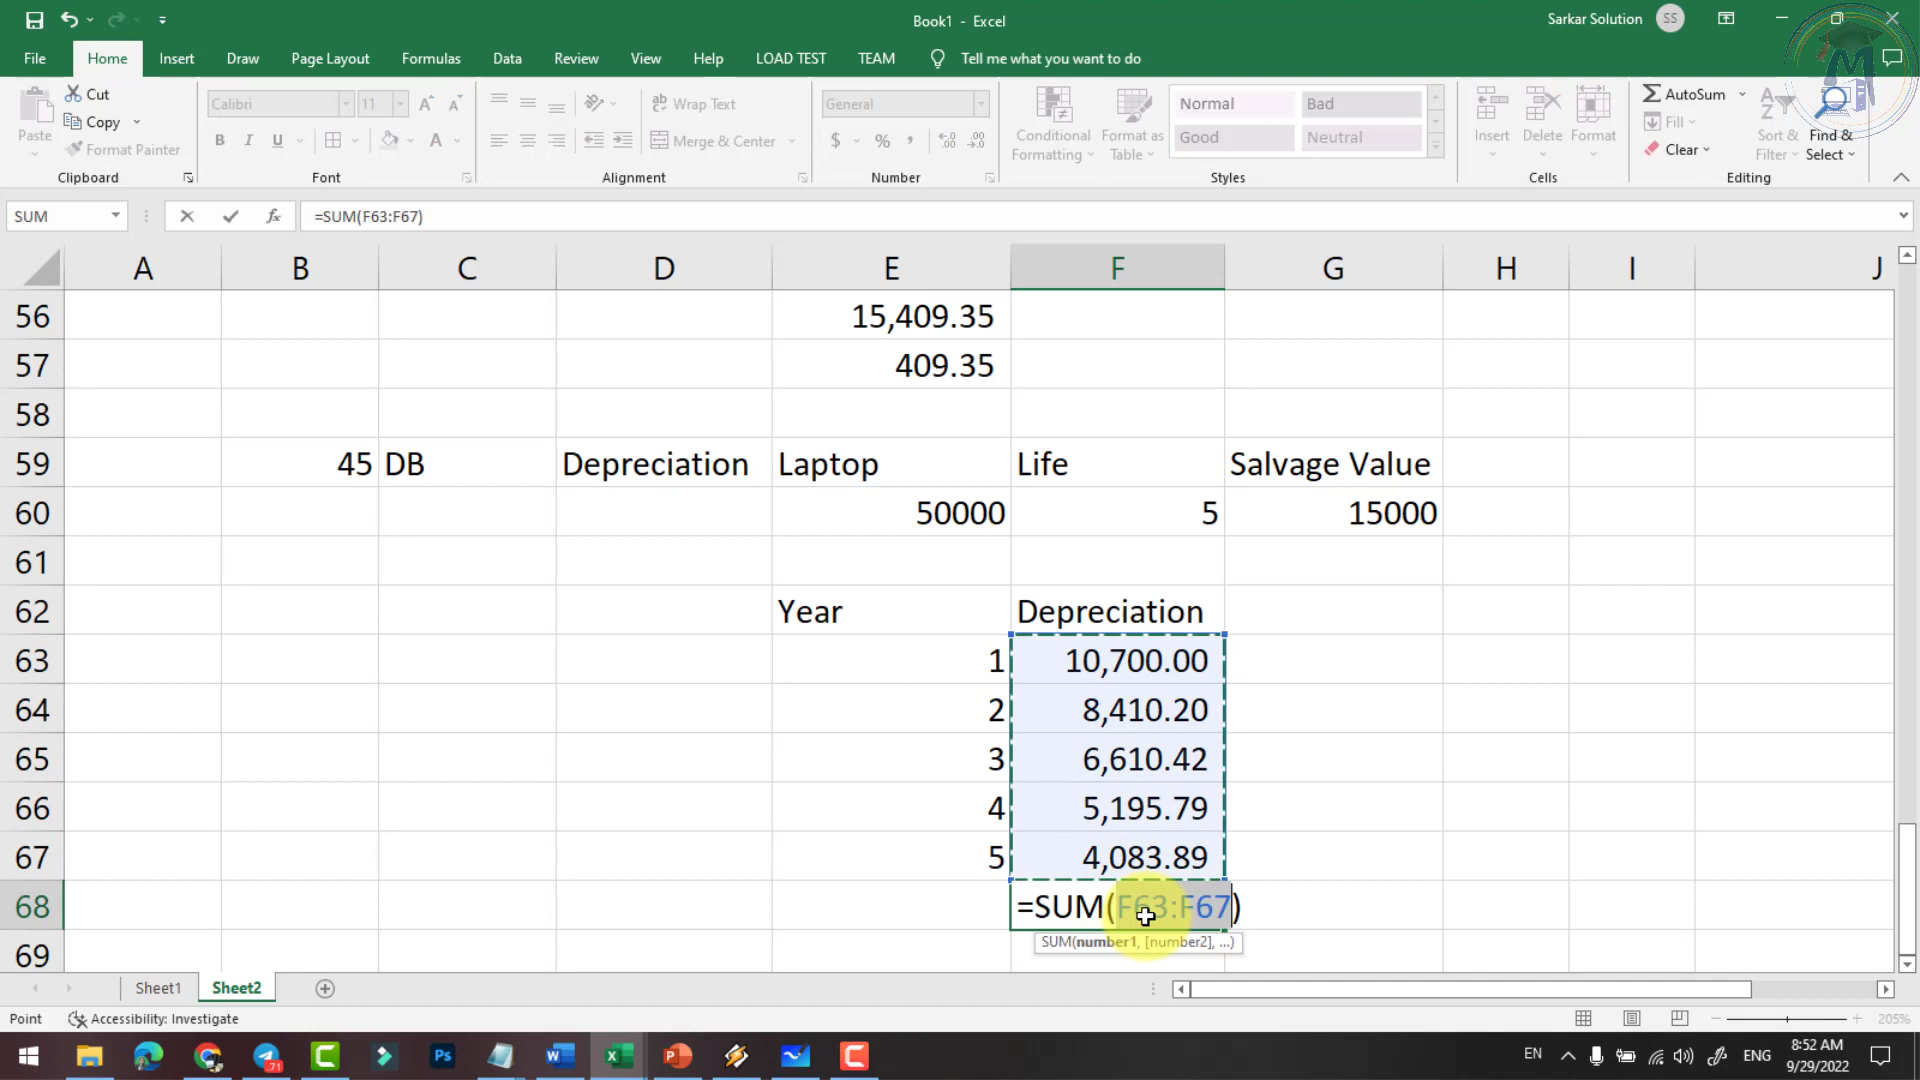 Book1 - Excel
Sarkar Solution SS
File Home Insert Draw Page Layout Formulas Data Review View Help LOAD TEST TEAM Tell me what you want to do
Paste
Cut
Copy
Format Painter
Clipboard
Calibri 11
B I U
Font
Wrap Text
Merge & Center
Alignment
General
$ % ,
Number
Conditional Formatting
Format as Table
Normal Bad
Good Neutral
Styles
Insert Delete Format
Cells
AutoSum
Fill
Clear
Sort & Filter
Find & Select
Editing
SUM fx =SUM(F63:F67)
A B C D E F G H I J
56 15,409.35
57 409.35
58
59 45 DB Depreciation Laptop Life Salvage Value
60 50000 5 15000
61
62 Year Depreciation
63 1 10,700.00
64 2 8,410.20
65 3 6,610.42
66 4 5,195.79
67 5 4,083.89
68 =SUM(F63:F67)
SUM(number1, [number2], ...)
69
Sheet1 Sheet2
Point Accessibility: Investigate 205%
EN ENG 8:52 AM
9/29/2022